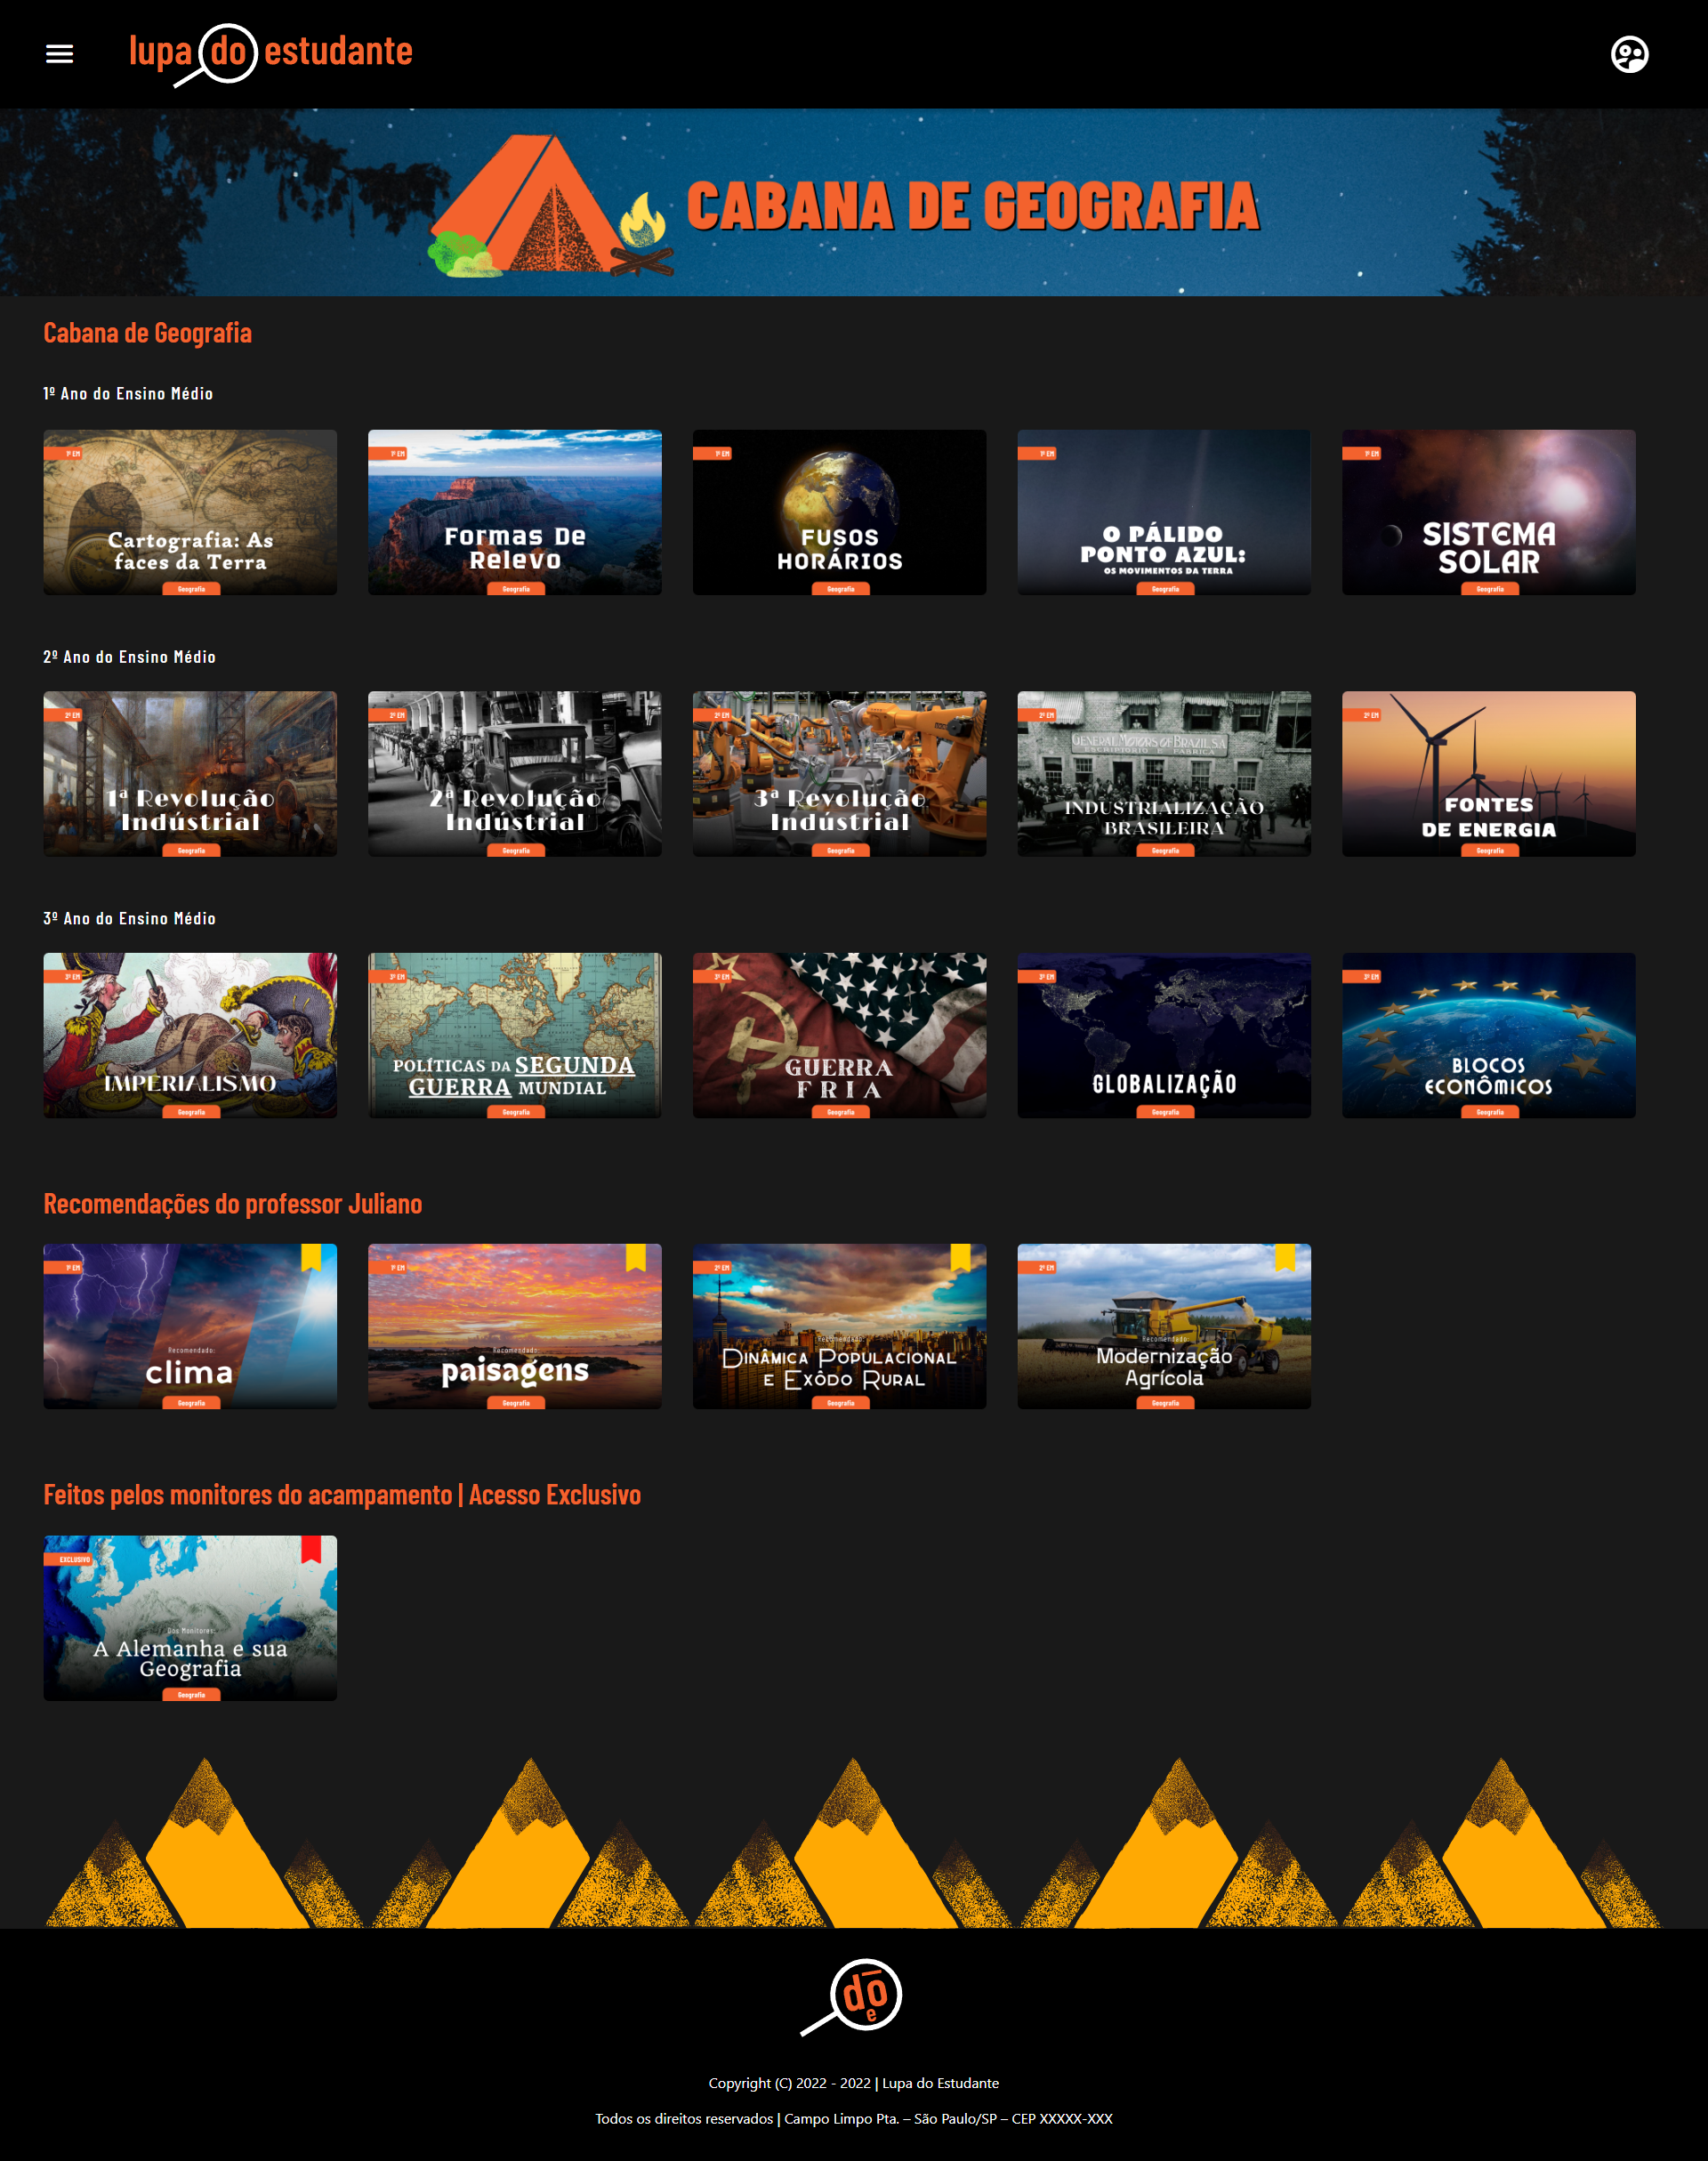 lupa do estudante
CABANA DE GEOGRAFIA
Cabana de Geografia
1º Ano do Ensino Médio
1º EM
Cartografia: As
faces da Terra
Geografia
1º EM
Formas De
Relevo
Geografia
1º EM
FUSOS
HORÁRIOS
Geografia
1º EM
O PÁLIDO
PONTO AZUL:
OS MOVIMENTOS DA TERRA
Geografia
1º EM
SISTEMA
SOLAR
Geografia
2º Ano do Ensino Médio
2º EM
1ª Revolução
Indústrial
Geografia
2º EM
2ª Revolução
Indústrial
Geografia
2º EM
3ª Revolução
Indústrial
Geografia
2º EM
GENERAL MOTORS OF BRAZIL, S.A.
ESCRIPTORIO E FABRICA
INDUSTRIALIZAÇÃO
BRASILEIRA
Geografia
2º EM
FONTES
DE ENERGIA
Geografia
3º Ano do Ensino Médio
3º EM
IMPERIALISMO
Geografia
3º EM
POLÍTICAS DA SEGUNDA
GUERRA MUNDIAL
Geografia
3º EM
GUERRA
FRIA
Geografia
3º EM
GLOBALIZAÇÃO
Geografia
3º EM
BLOCOS
ECONÔMICOS
Geografia
Recomendações do professor Juliano
1º EM
Recomendado:
clima
Geografia
1º EM
Recomendado:
paisagens
Geografia
2º EM
Recomendado:
DINÂMICA POPULACIONAL
E EXÔDO RURAL
Geografia
2º EM
Recomendado:
Modernização
Agrícola
Geografia
Feitos pelos monitores do acampamento | Acesso Exclusivo
EXCLUSIVO
Dos Monitores:
A Alemanha e sua
Geografia
Geografia
do
e
Copyright (C) 2022 - 2022 | Lupa do Estudante
Todos os direitos reservados | Campo Limpo Pta. – São Paulo/SP – CEP XXXXX-XXX